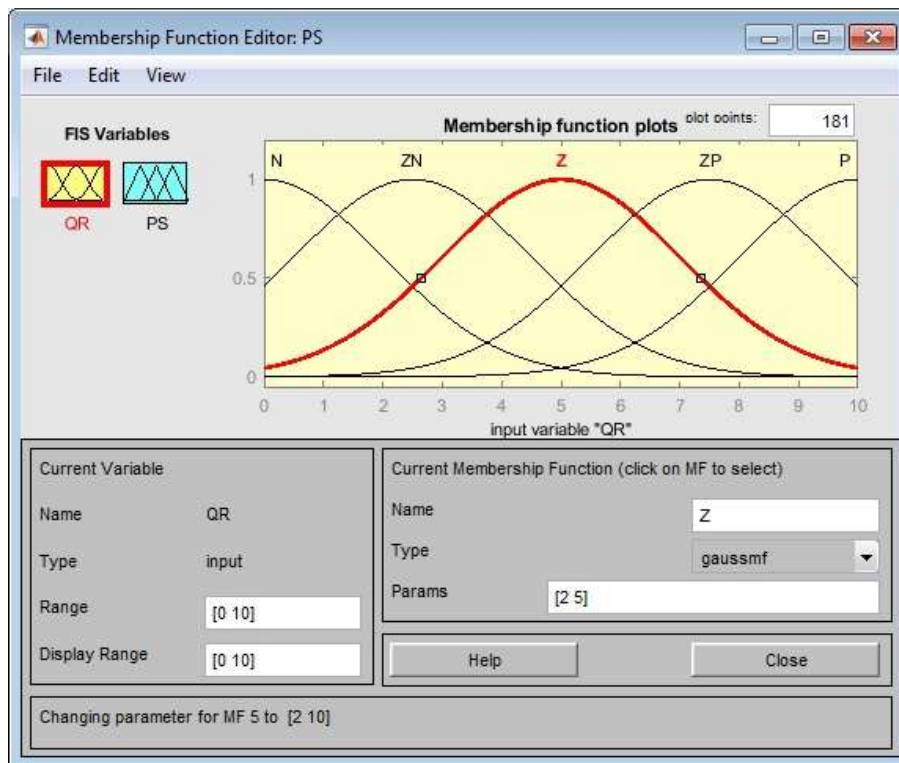 Membership Function Editor: PS
File Edit View
FIS Variables
QR PS
Membership function plots plot points: 181
N ZN Z ZP P
1
0.5
0
0 1 2 3 4 5 6 7 8 9 10
input variable "QR"
Current Variable
Name QR
Type input
Range [0 10]
Display Range [0 10]
Current Membership Function (click on MF to select)
Name Z
Type gaussmf
Params [2 5]
Help Close
Changing parameter for MF 5 to [2 10]